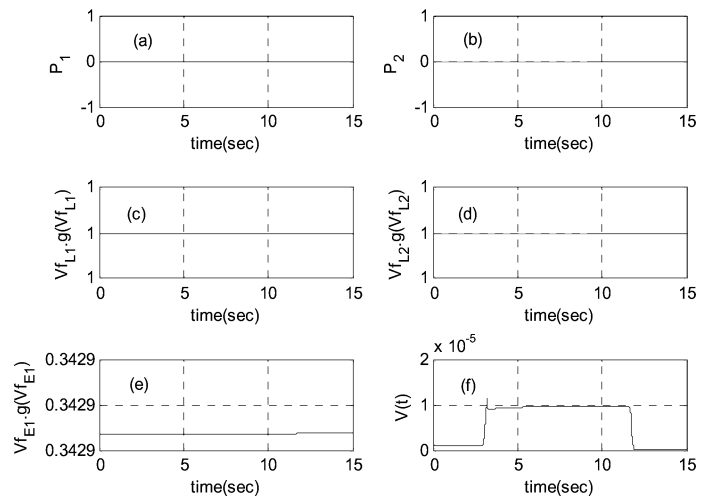 1
0
-1
P1
(a)
0 5 10 15
time(sec)
1
0
-1
P2
(b)
0 5 10 15
time(sec)
1
1
1
VfL1.g(VfL1)
(c)
0 5 10 15
time(sec)
1
1
1
VfL2.g(VfL2)
(d)
0 5 10 15
time(sec)
0.3429
0.3429
0.3429
VfE1.g(VfE1)
(e)
0 5 10 15
time(sec)
x 10-5
2
1
0
V(t)
(f)
0 5 10 15
time(sec)